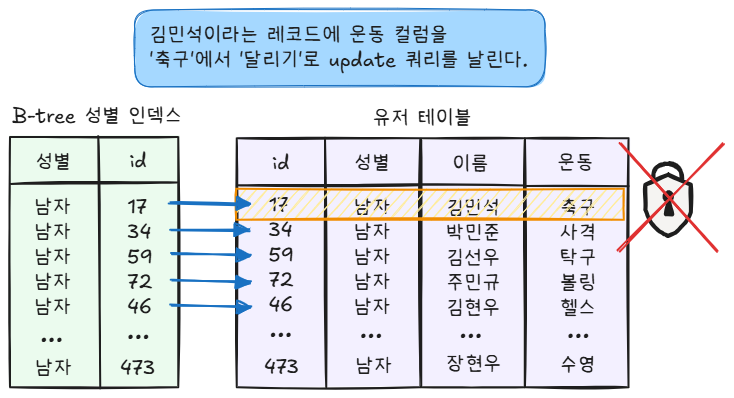 김민석이라는 레코드에 운동 컬럼을
'축구'에서 '달리기'로 update 쿼리를 날린다.
B-tree 성별 인덱스
유저 테이블
성별 id
남자 17
남자 34
남자 59
남자 72
남자 46
... ...
남자 473
id 성별 이름 운동
17 남자 김민석 축구
34 남자 박민준 사격
59 남자 김선우 탁구
72 남자 주민규 볼링
46 남자 김현우 헬스
... ... ... ...
473 남자 장현우 수영